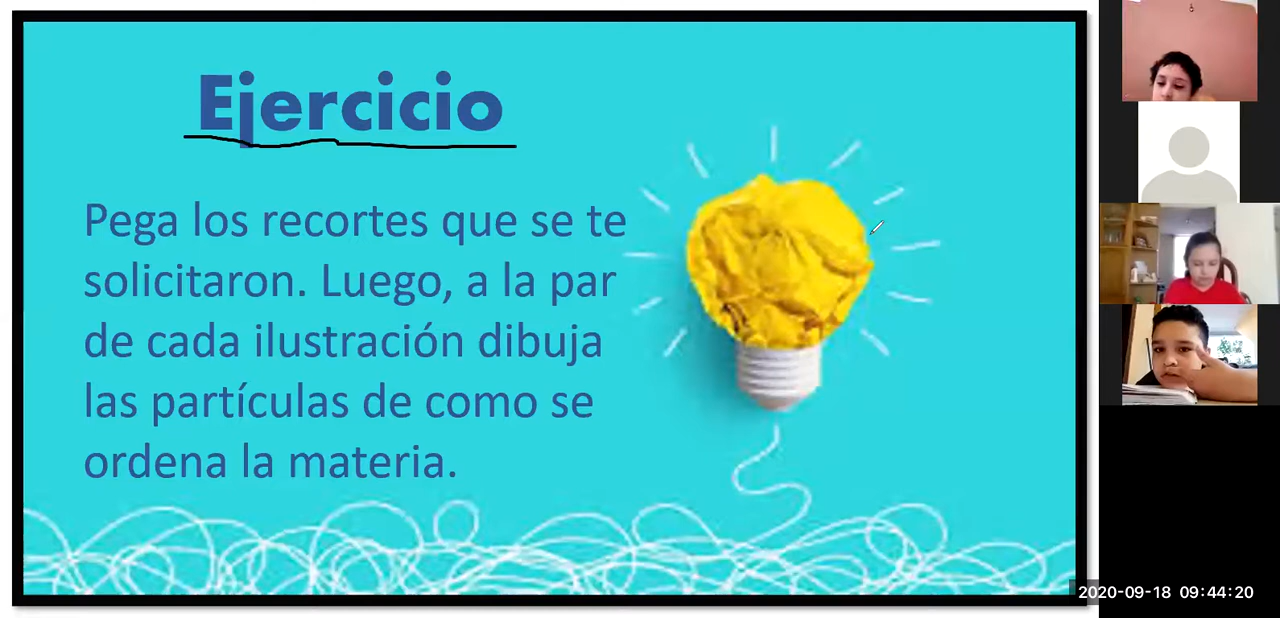 Ejercicio
Pega los recortes que se te
solicitaron. Luego, a la par
de cada ilustración dibuja
las partículas de como se
ordena la materia.
2020-09-18 09:44:20